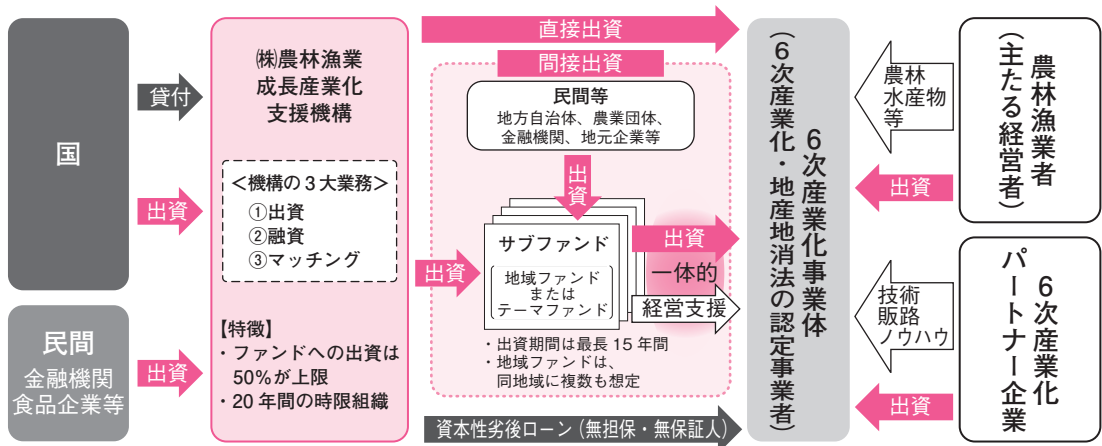 国
民間
金融機関
食品企業等
貸付
出資
出資
㈱農林漁業
成長産業化
支援機構
<機構の3大業務>
①出資
②融資
③マッチング
【特徴】
・ファンドへの出資は
50%が上限
・20年間の時限組織
直接出資
間接出資
民間等
地方自治体、農業団体、
金融機関、地元企業等
出資
出資
サブファンド
地域ファンド
または
テーマファンド
出資
一体的
経営支援
・出資期間は最長15年間
・地域ファンドは、
同地域に複数も想定
資本性劣後ローン(無担保・無保証人)
6次産業化事業体
(6次産業化・地産地消法の認定事業者)
農林
水産物
等
出資
農林漁業者
(主たる経営者)
技術
販路
ノウハウ
出資
6次産業化
パートナー企業